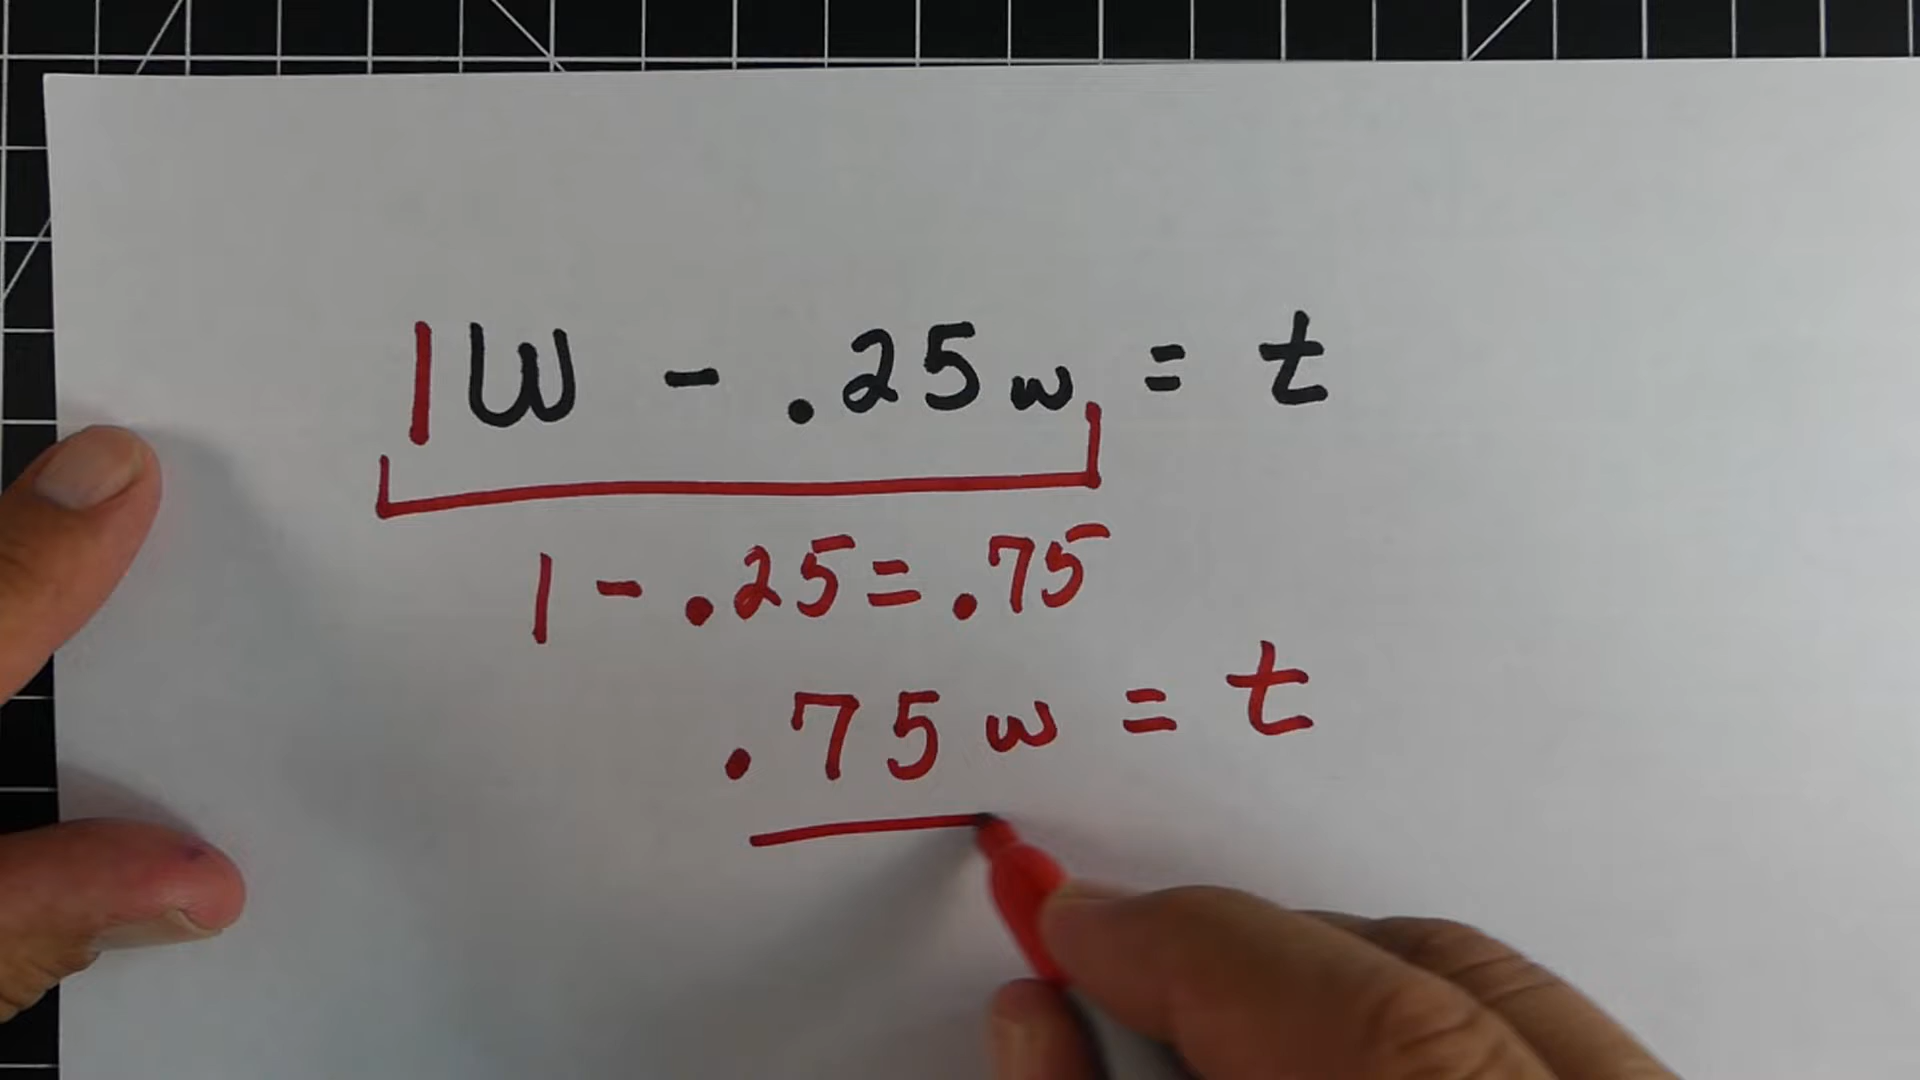 1W - .25w = t
1 - .25 = .75
.75w = t